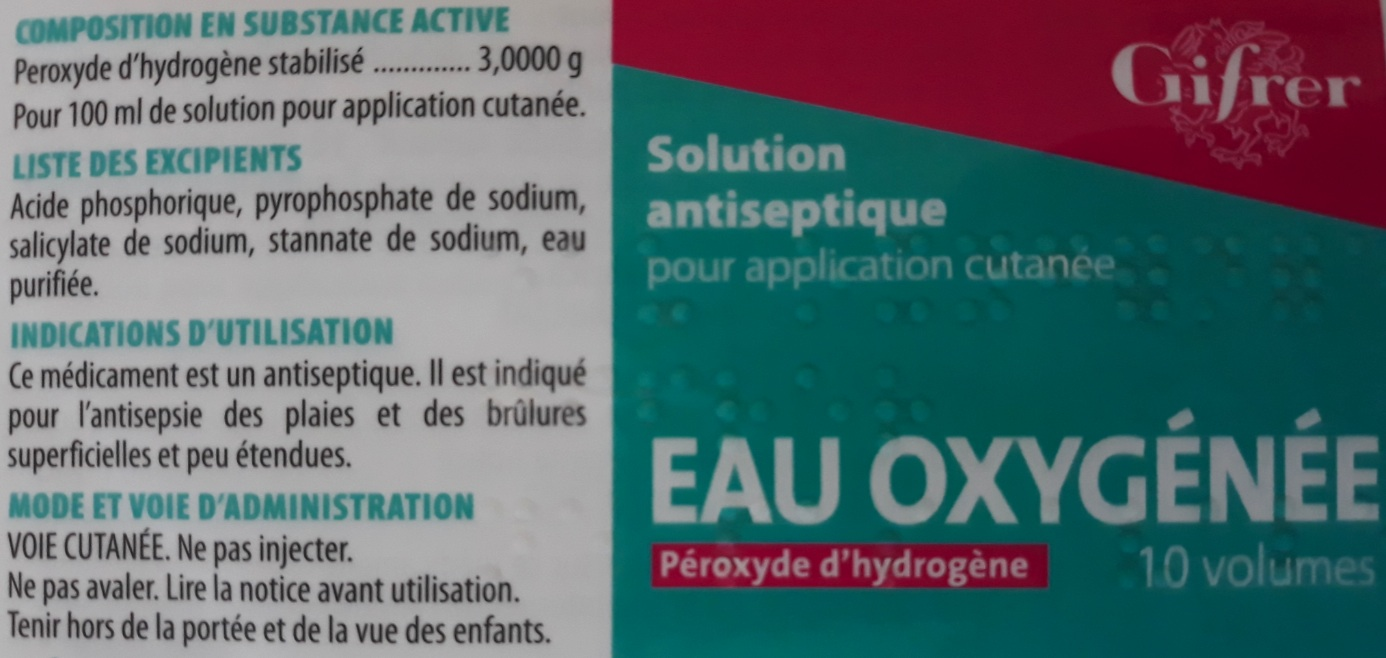 COMPOSITION EN SUBSTANCE ACTIVE
Peroxyde d'hydrogène stabilisé ............. 3,0000 g
Pour 100 ml de solution pour application cutanée.
LISTE DES EXCIPIENTS
Acide phosphorique, pyrophosphate de sodium,
salicylate de sodium, stannate de sodium, eau
purifiée.
INDICATIONS D'UTILISATION
Ce médicament est un antiseptique. Il est indiqué
pour l'antisepsie des plaies et des brûlures
superficielles et peu étendues.
MODE ET VOIE D'ADMINISTRATION
VOIE CUTANÉE. Ne pas injecter.
Ne pas avaler. Lire la notice avant utilisation.
Tenir hors de la portée et de la vue des enfants.
Gifrer
Solution
antiseptique
pour application cutanée
EAU OXYGÉNÉE
Péroxyde d'hydrogène
10 volumes